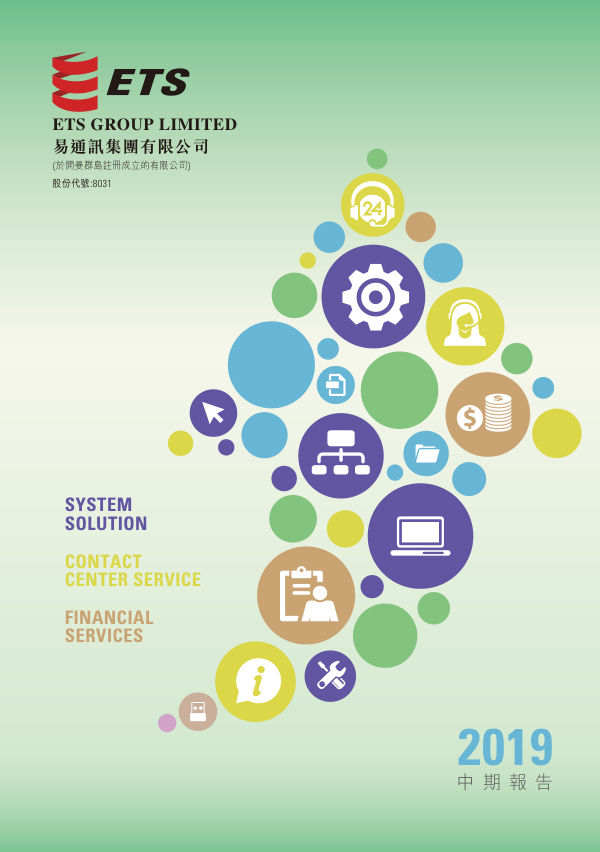 ETS
ETS GROUP LIMITED
易通訊集團有限公司
(於開曼群島註冊成立的有限公司)
股份代號:8031
24
$
$
SYSTEM
SOLUTION
CONTACT
CENTER SERVICE
FINANCIAL
SERVICES
i
2019
中期報告